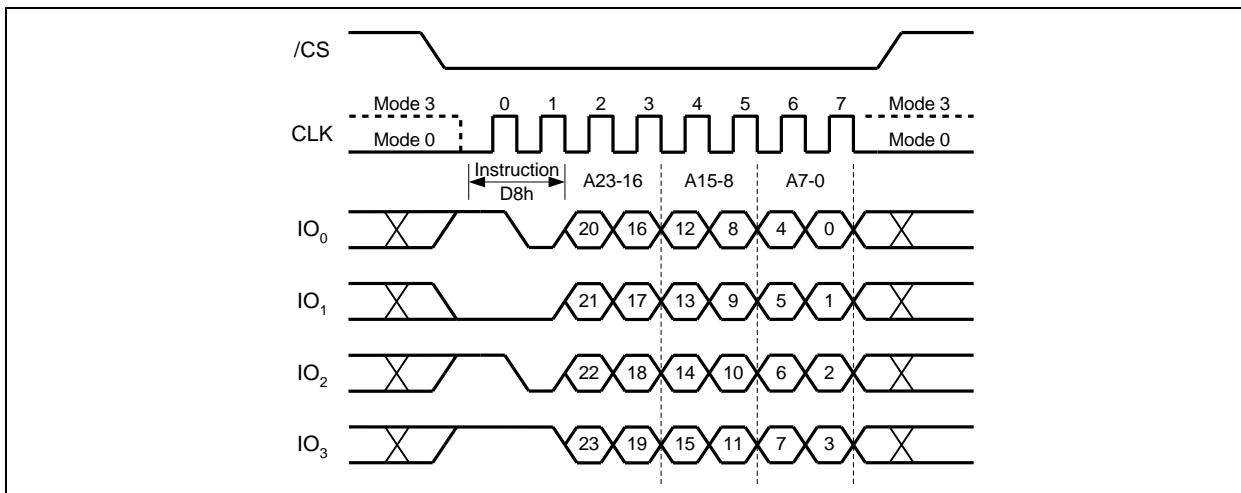 /CS
Mode 3 0 1 2 3 4 5 6 7 Mode 3
CLK
Mode 0 Mode 0
Instruction A23-16 A15-8 A7-0
D8h
IO0 20 16 12 8 4 0
IO1 21 17 13 9 5 1
IO2 22 18 14 10 6 2
IO3 23 19 15 11 7 3